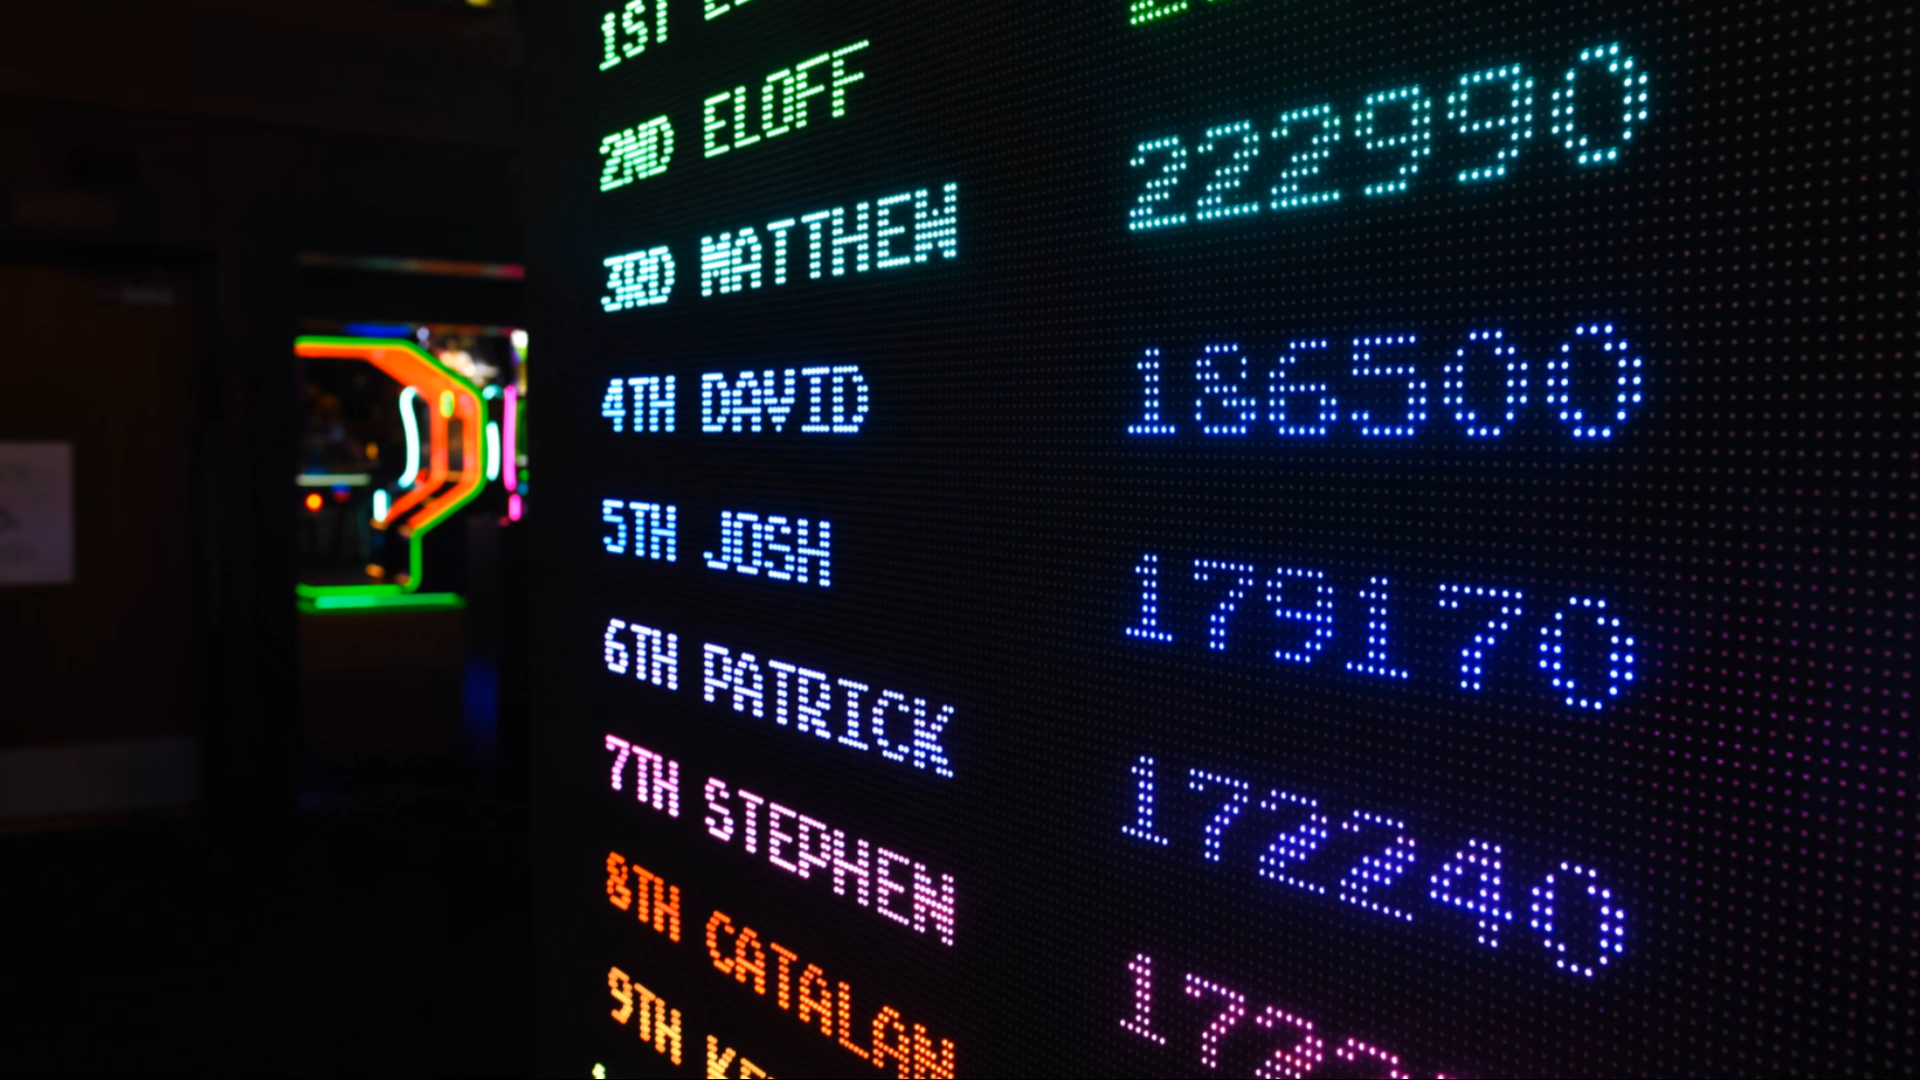 1ST
2ND ELOFF
3RD MATTHEW 222990
4TH DAVID 186500
5TH JOSH 179170
6TH PATRICK 172240
7TH STEPHEN
8TH CATALAN
9TH